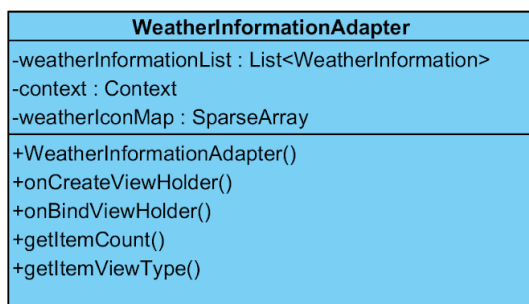 WeatherInformationAdapter
-weatherInformationList : List<WeatherInformation>
-context : Context
-weatherIconMap : SparseArray
+WeatherInformationAdapter()
+onCreateViewHolder()
+onBindViewHolder()
+getItemCount()
+getItemViewType()